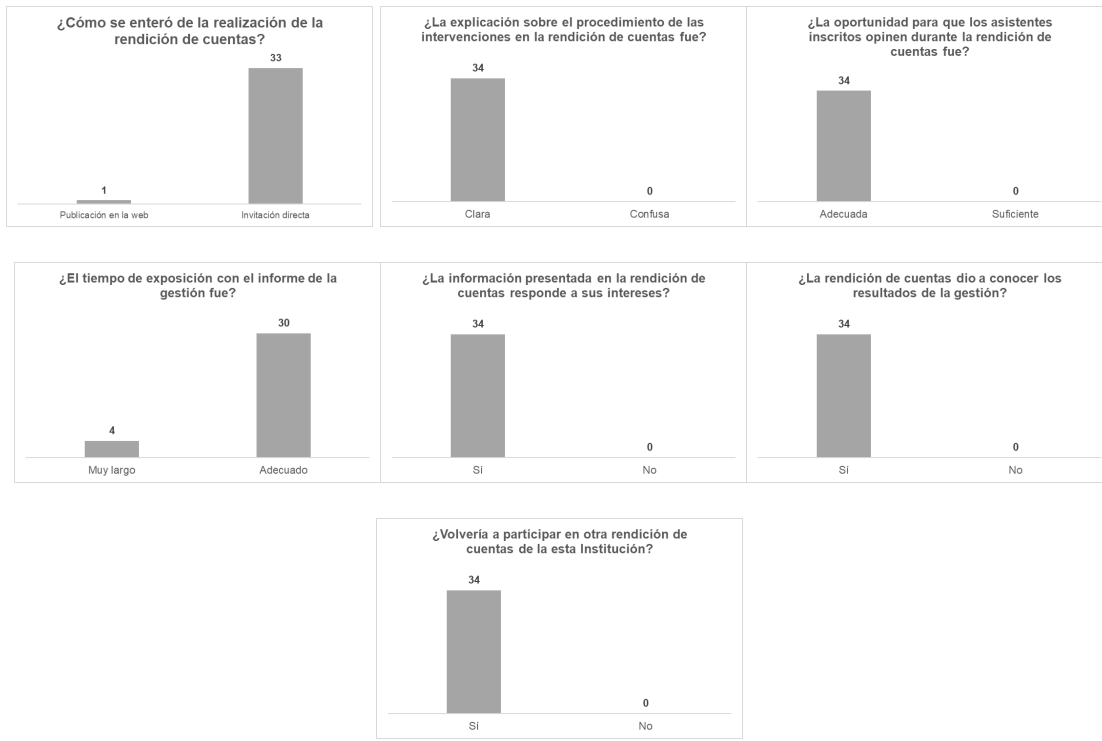 ¿Cómo se enteró de la realización de la
rendición de cuentas?
33
1
Publicación en la web
Invitación directa
¿La explicación sobre el procedimiento de las
intervenciones en la rendición de cuentas fue?
34
0
Clara
Confusa
¿La oportunidad para que los asistentes
inscritos opinen durante la rendición de
cuentas fue?
34
0
Adecuada
Suficiente
¿El tiempo de exposición con el informe de la
gestión fue?
30
4
Muy largo
Adecuado
¿La información presentada en la rendición de
cuentas responde a sus intereses?
34
0
Sí
No
¿La rendición de cuentas dio a conocer los
resultados de la gestión?
34
0
Sí
No
¿Volvería a participar en otra rendición de
cuentas de la esta Institución?
34
0
Sí
No